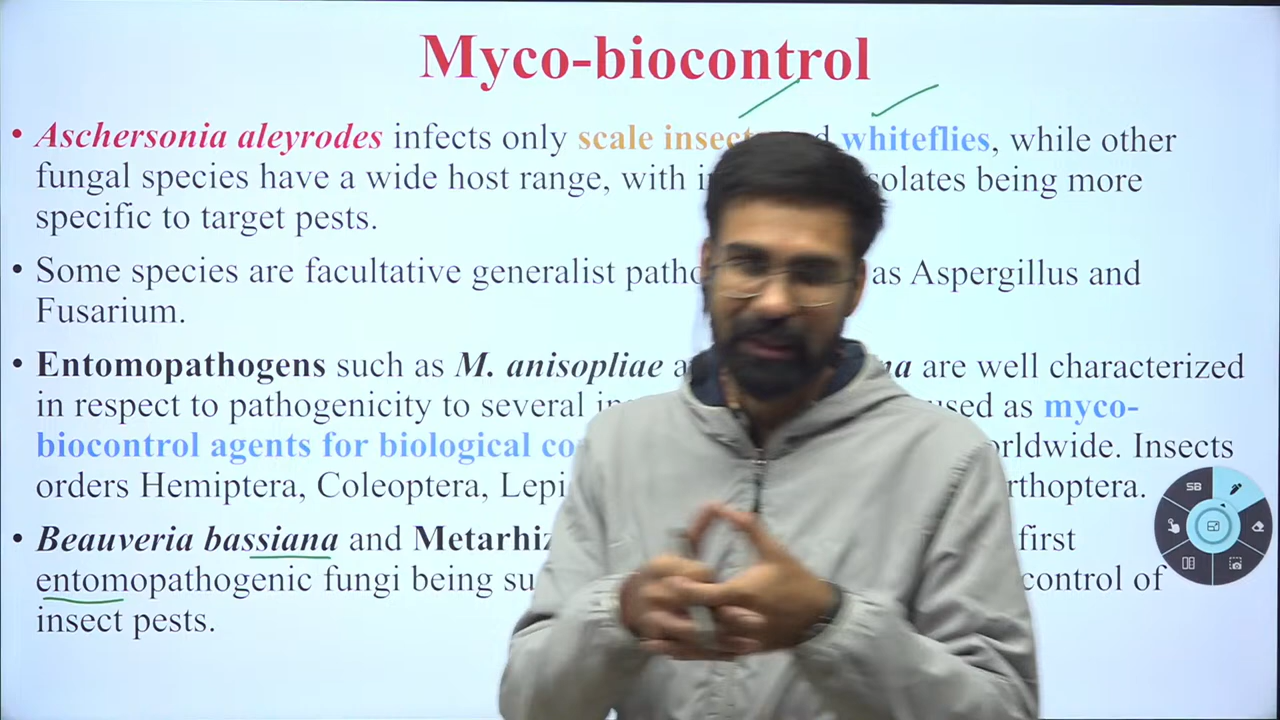 Myco-biocontrol
• Aschersonia aleyrodes infects only scale insect whiteflies, while other
fungal species have a wide host range, with solates being more
specific to target pests.
• Some species are facultative generalist patho as Aspergillus and
Fusarium.
• Entomopathogens such as M. anisopliae na are well characterized
in respect to pathogenicity to several used as myco-
biocontrol agents for biological co orldwide. Insects
orders Hemiptera, Coleoptera, Lepi rthoptera.
• Beauveria bassiana and Metarhiz first
entomopathogenic fungi being su control of
insect pests.
SB